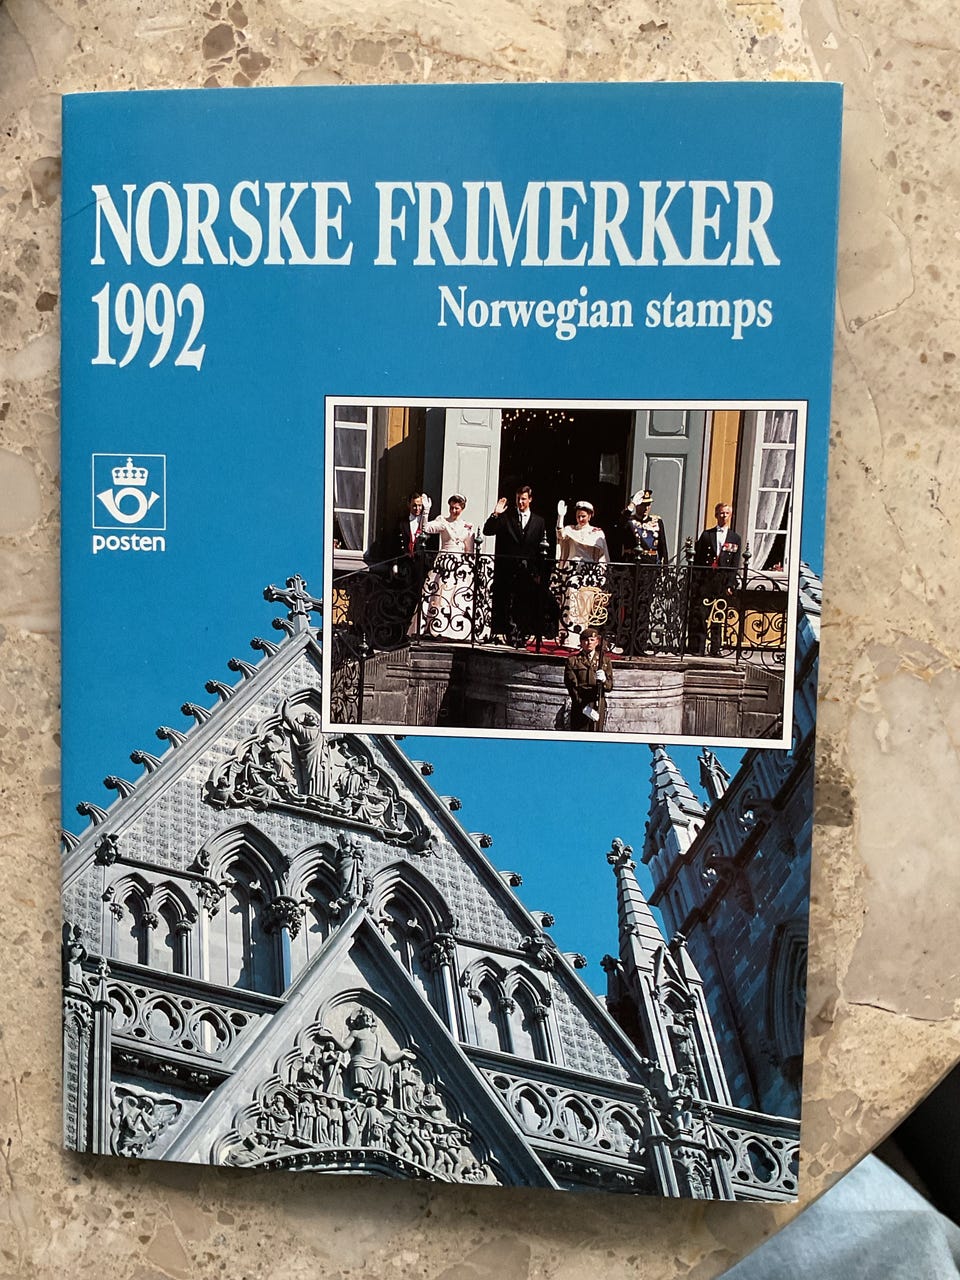 NORSKE FRIMERKER
1992
Norwegian stamps
posten